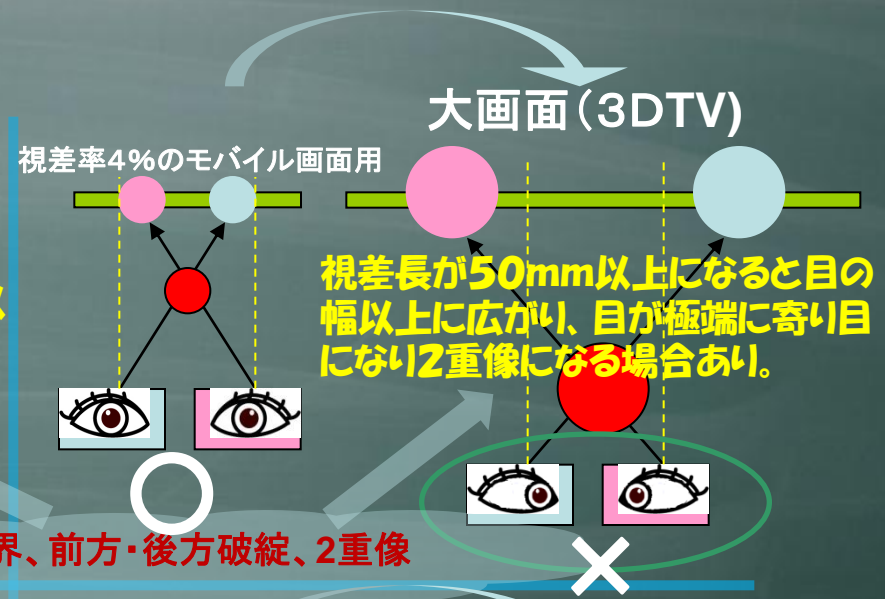 大画面（3DTV)
視差率4%のモバイル画面用
視差長が50mm以上になると目の
幅以上に広がり、目が極端に寄り目
になり2重像になる場合あり。
界、前方・後方破綻、2重像